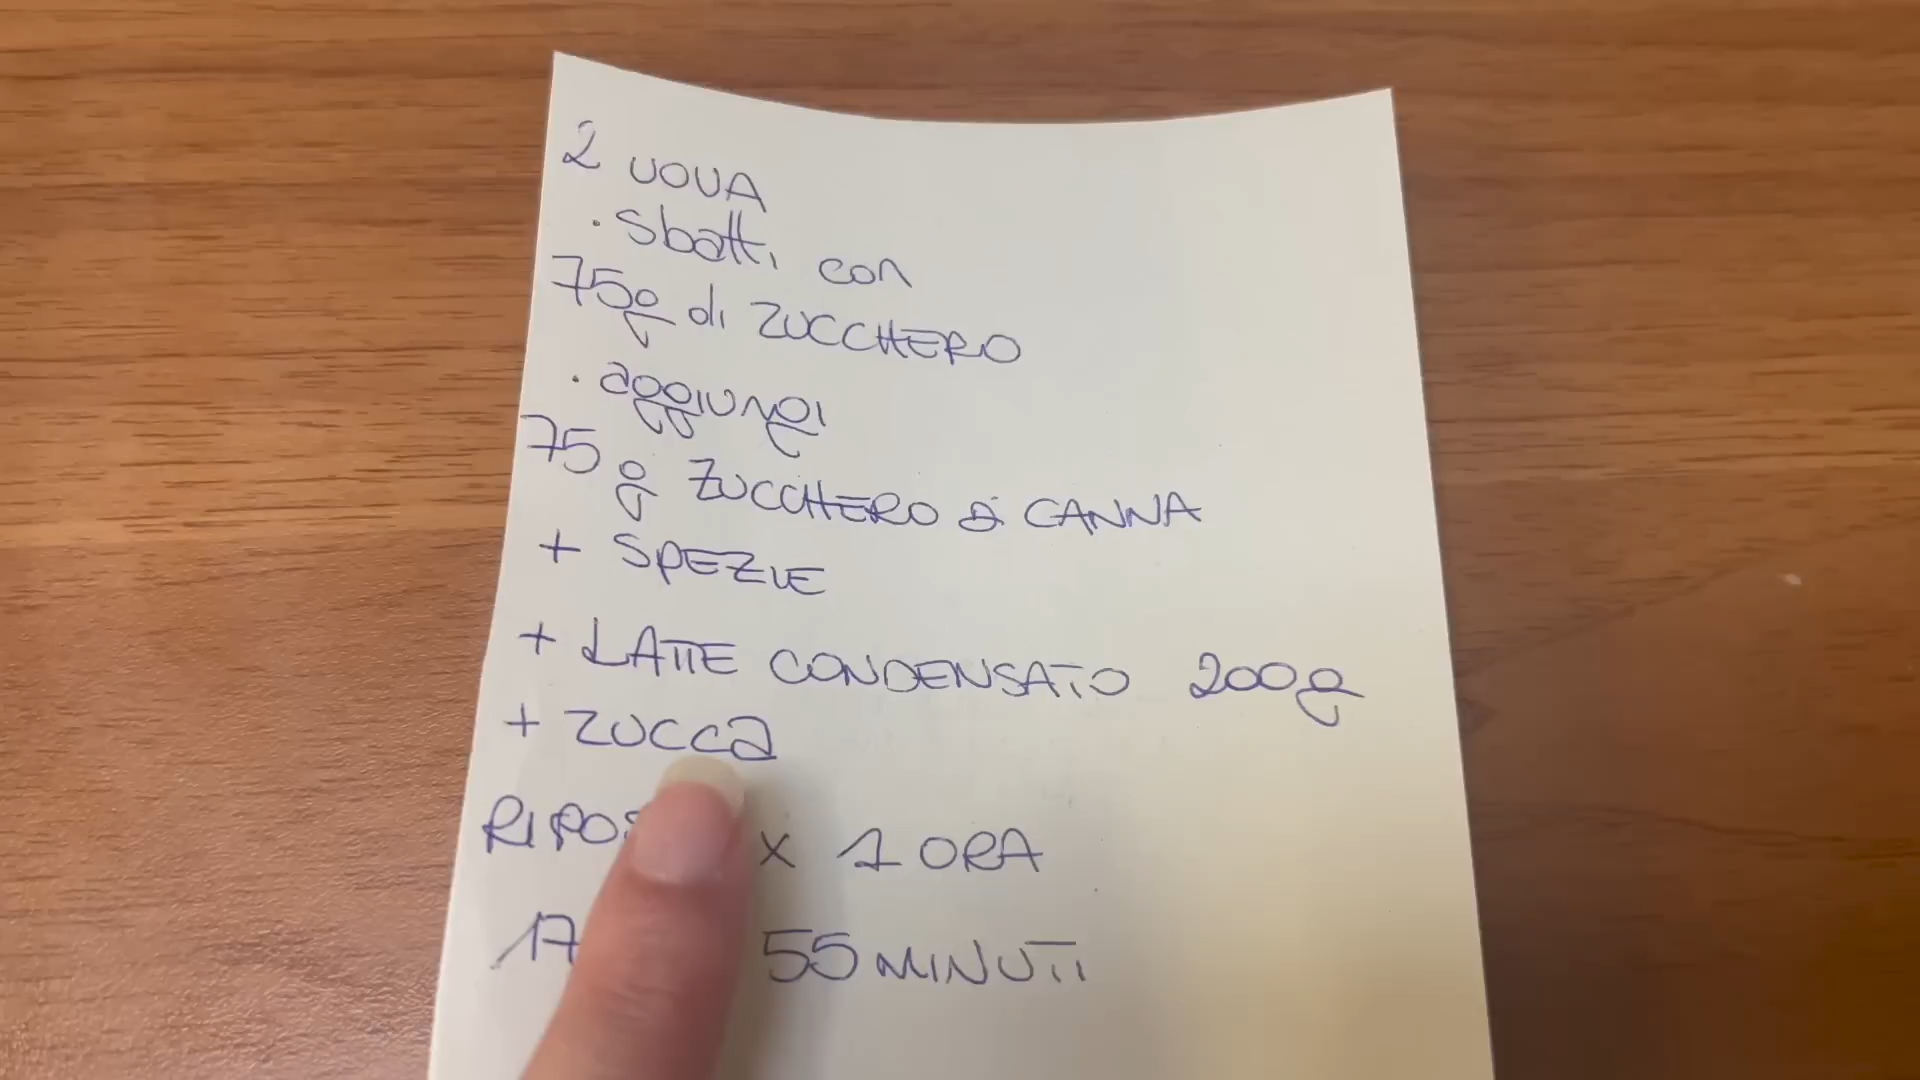 2 UOVA
• Sbatti con
75g di ZUCCHERO
• aggiungi
75 g ZUCCHERO di CANNA
+ SPEZIE
+ LATTE CONDENSATO 200g
+ ZUCCA
x 1 ORA
55 MINUTI